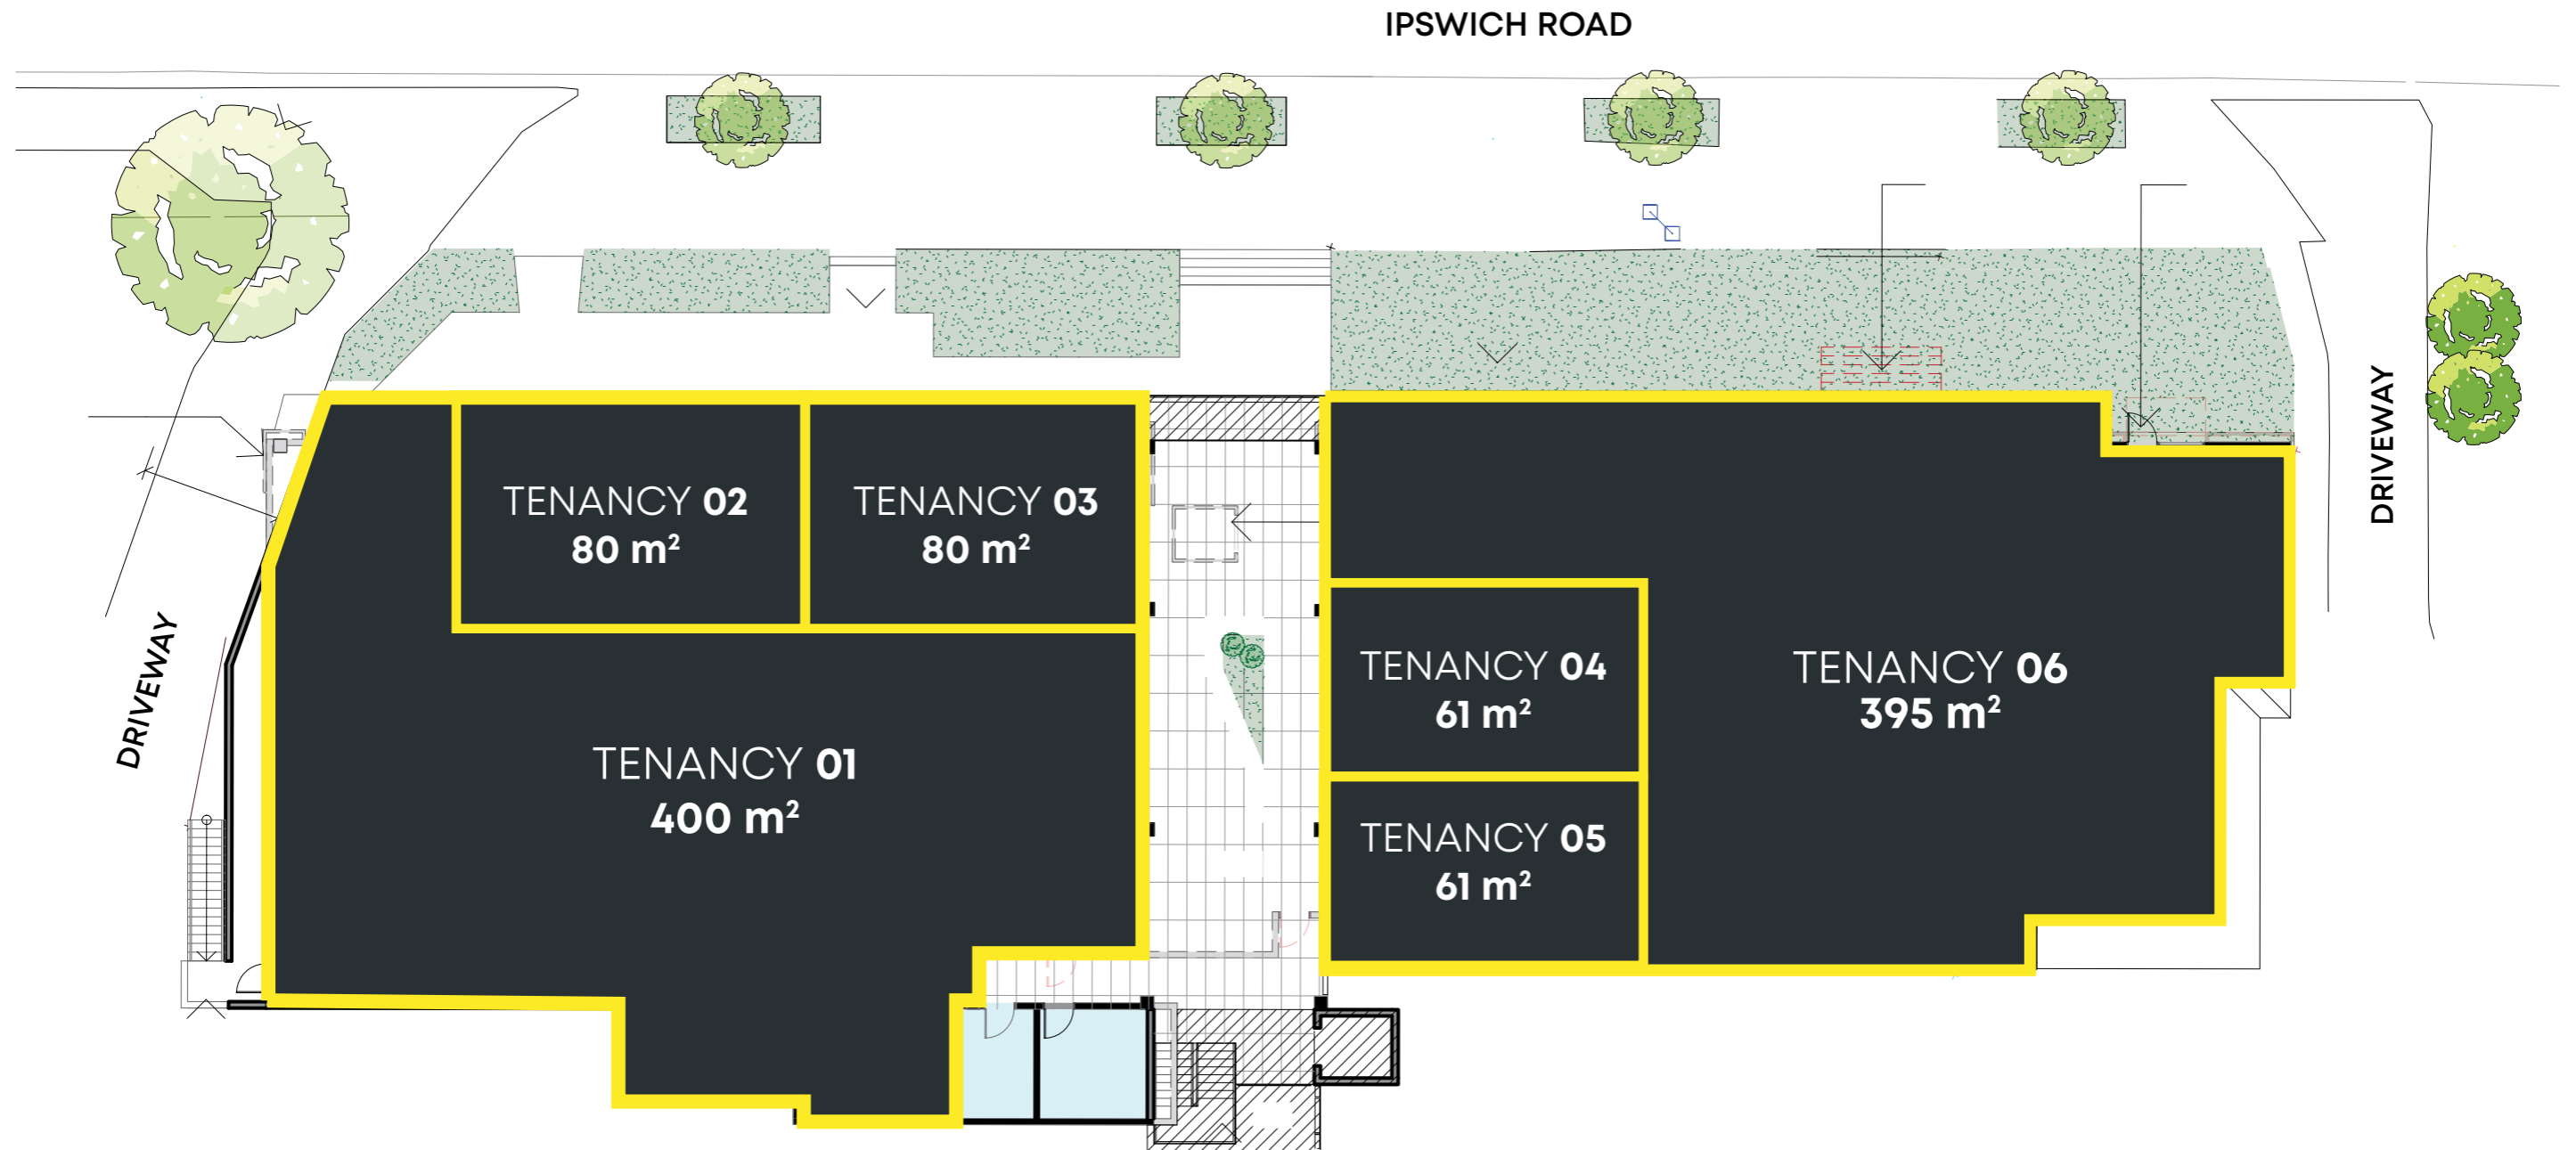 IPSWICH ROAD
TENANCY 02
80 m²
TENANCY 03
80 m²
TENANCY 01
400 m²
TENANCY 04
61 m²
TENANCY 05
61 m²
TENANCY 06
395 m²
DRIVEWAY
DRIVEWAY